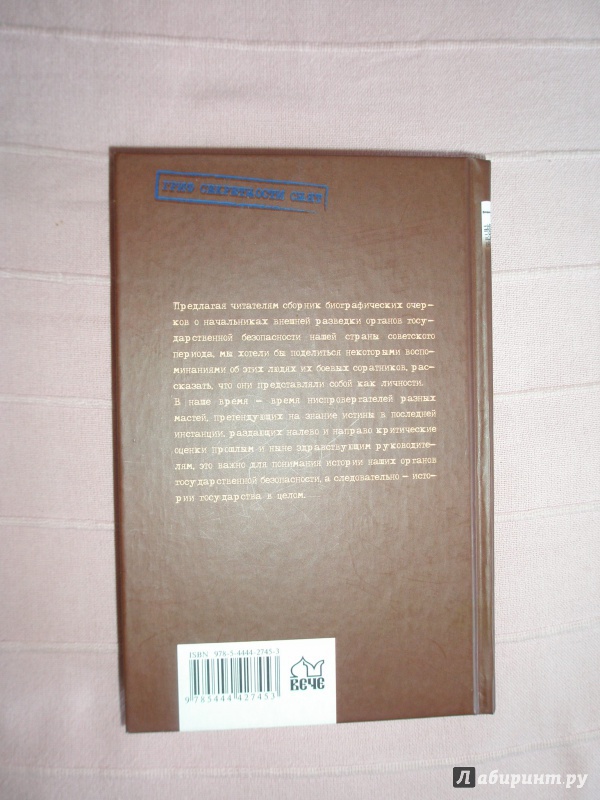 ГРИФ СЕКРЕТНОСТИ СНЯТ
Предлагая читателям сборник биографических очер-
ков о начальниках внешней разведки органов госу-
дарственной безопасности нашей страны советского
периода, мы хотели бы поделиться некоторыми воспо-
минаниями об этих людях их боевых соратников, рас-
сказать, что они представляли собой как личности.
В наше время — время ниспровергателей разных
мастей, претендующих на знание истины в последней
инстанции, раздающих налево и направо критические
оценки прошлым и ныне здравствующим руководите-
лям, это важно для понимания истории наших органов
государственной безопасности, а следовательно — исто-
рии государства в целом.
ISBN 978-5-4444-2745-3
9 785444 427453
ВЕЧЕ
Лабиринт.ру